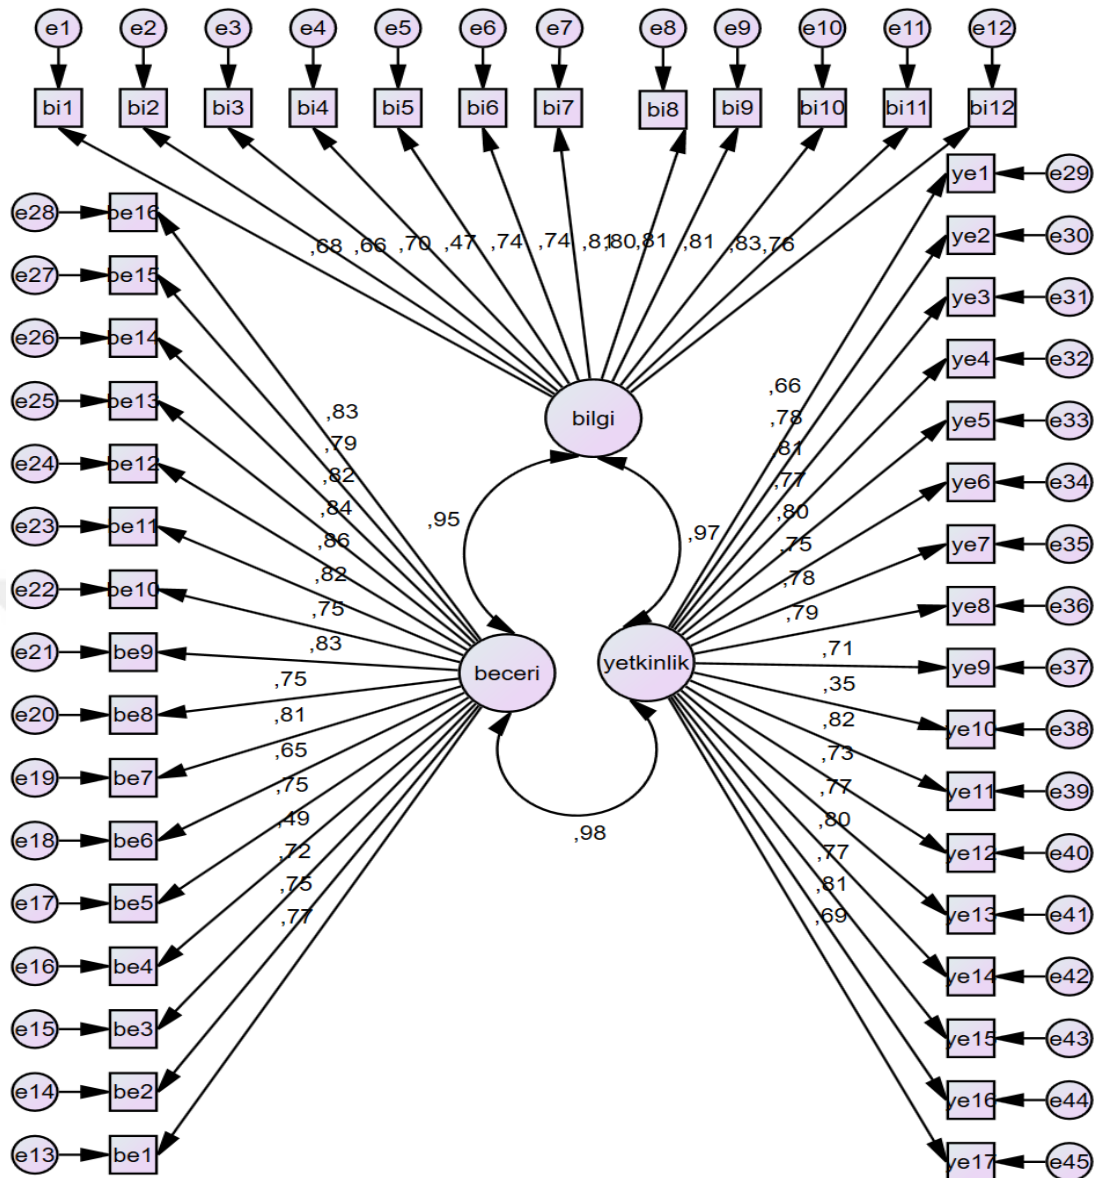 e1 e2 e3 e4 e5 e6 e7 e8 e9 e10 e11 e12
bi1 bi2 bi3 bi4 bi5 bi6 bi7 bi8 bi9 bi10 bi11 bi12
,68 ,66 ,70 ,47 ,74 ,74 ,81 ,80 ,81 ,81 ,83 ,76
bilgi
e28 be16
e27 be15
e26 be14
e25 be13
e24 be12
e23 be11
e22 be10
e21 be9
e20 be8
e19 be7
e18 be6
e17 be5
e16 be4
e15 be3
e14 be2
e13 be1
,83
,79
,82
,84
,86
,82
,75
,83
,75
,81
,65
,75
,49
,72
,75
,77
beceri
,95
,97
,98
yetkinlik
,66
,78
,81
,77
,80
,75
,78
,79
,71
,35
,82
,73
,77
,80
,77
,81
,69
ye1 e29
ye2 e30
ye3 e31
ye4 e32
ye5 e33
ye6 e34
ye7 e35
ye8 e36
ye9 e37
ye10 e38
ye11 e39
ye12 e40
ye13 e41
ye14 e42
ye15 e43
ye16 e44
ye17 e45